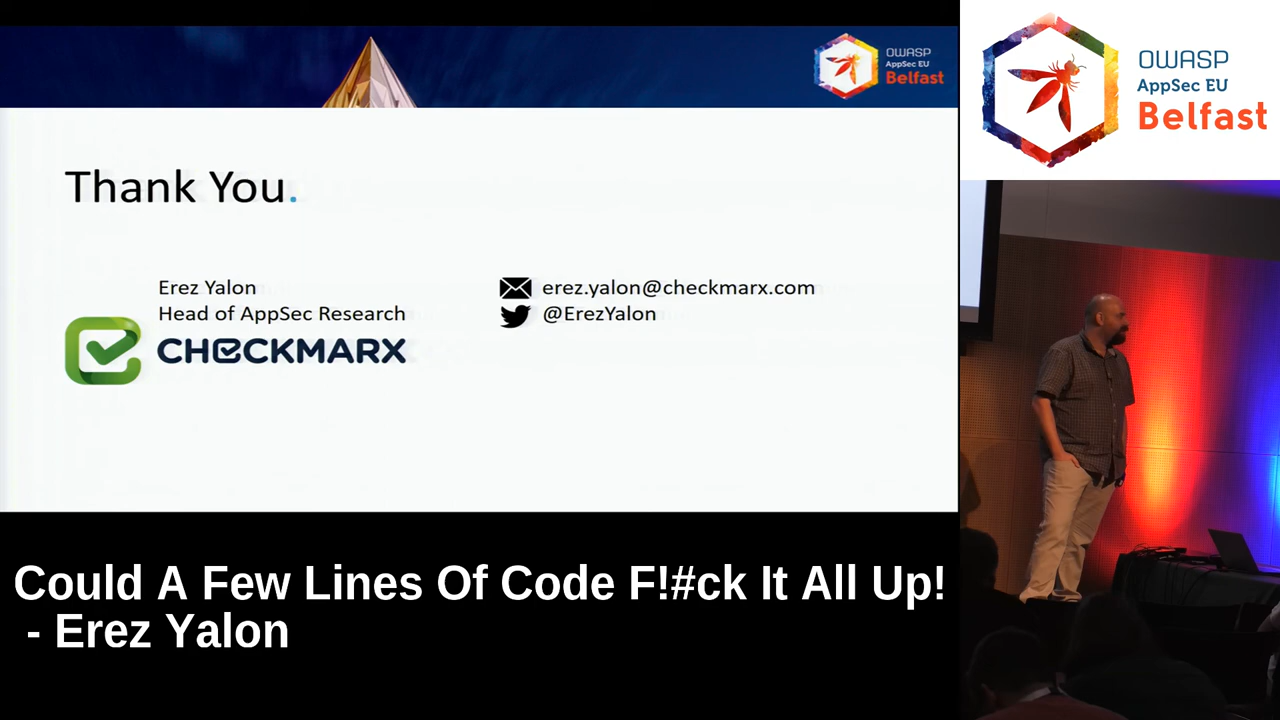 OWASP
AppSec EU
Belfast
Thank You.
Erez Yalon
Head of AppSec Research
CHECKMARX
erez.yalon@checkmarx.com
@ErezYalon
OWASP
AppSec EU
Belfast
Could A Few Lines Of Code F!#ck It All Up!
- Erez Yalon